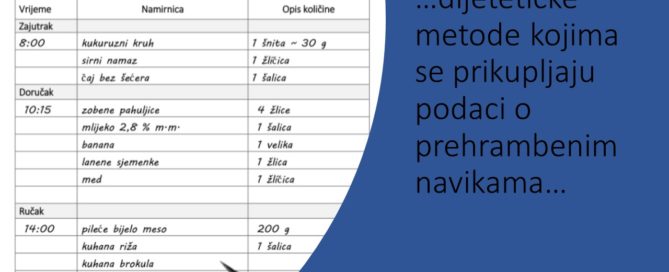 Vrijeme Namirnica Opis količine
Zajutrak
8:00 kukuruzni kruh 1 šnita ~ 30 g
sirni namaz 1 žličica
čaj bez šećera 1 šalica
Doručak
10:15 zobene pahuljice 4 žlice
mlijeko 2,8 % m.m. 1 šalica
banana 1 velika
lanene sjemenke 1 žlica
med 1 žličica
Ručak
14:00 pileće bijelo meso 200 g
kuhana riža 1 šalica
kuhana brokula
...dijetetičke
metode kojima
se prikupljaju
podaci o
prehrambenim
navikama...